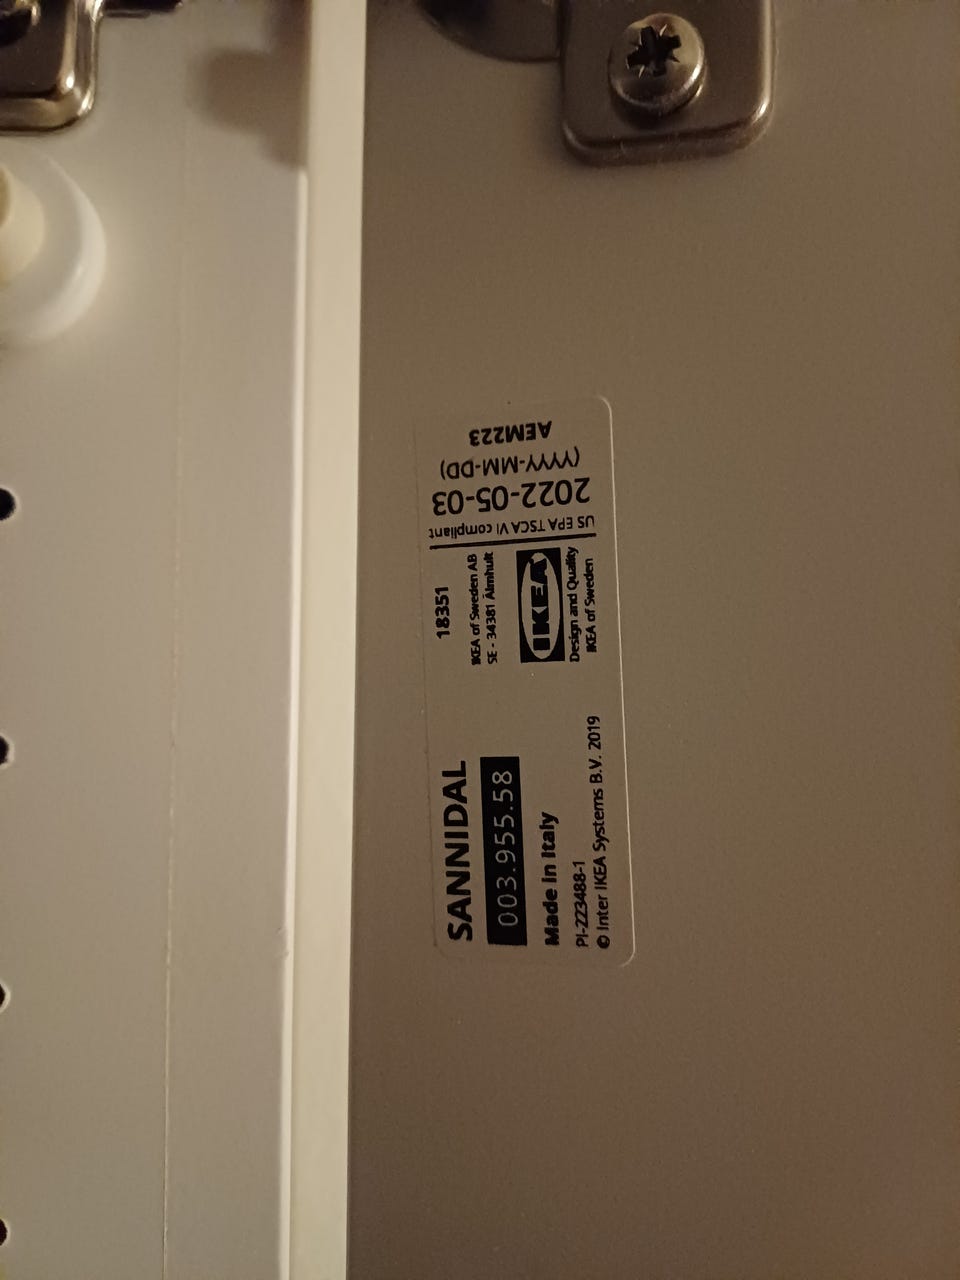 SANNIDAL
003.955.58
Made in Italy
PI-223488-1
© Inter IKEA Systems B.V. 2019
18351
IKEA of Sweden AB
SE - 34381 Älmhult
IKEA
Design and Quality
IKEA of Sweden
US EPA TSCA VI compliant
2022-05-03
(YYYY-MM-DD)
AEM223